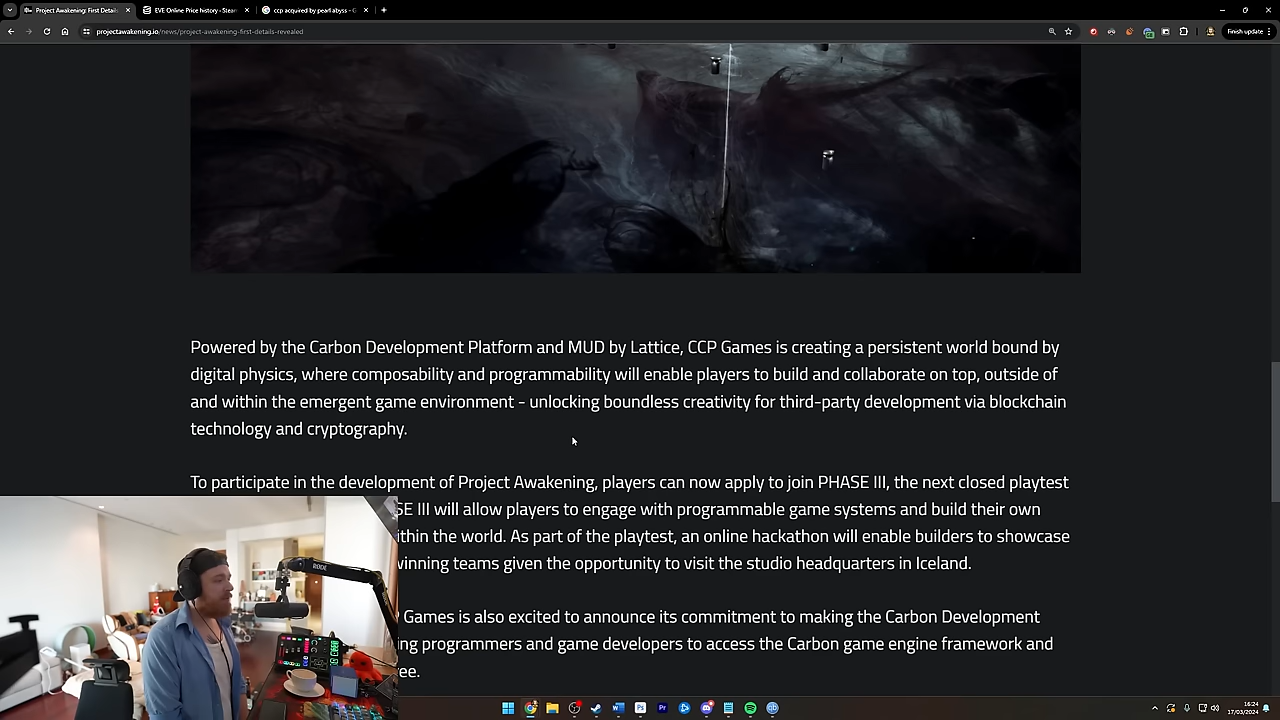 Project Awakening: First Details
EVE Online Price history · Steam
ccp acquired by pearl abyss - G
projectawakening.io/news/project-awakening-first-details-revealed
Finish update
Powered by the Carbon Development Platform and MUD by Lattice, CCP Games is creating a persistent world bound by
digital physics, where composability and programmability will enable players to build and collaborate on top, outside of
and within the emergent game environment - unlocking boundless creativity for third-party development via blockchain
technology and cryptography.
To participate in the development of Project Awakening, players can now apply to join PHASE III, the next closed playtest
SE III will allow players to engage with programmable game systems and build their own
ithin the world. As part of the playtest, an online hackathon will enable builders to showcase
winning teams given the opportunity to visit the studio headquarters in Iceland.
Games is also excited to announce its commitment to making the Carbon Development
ing programmers and game developers to access the Carbon game engine framework and
ee.
RØDE
16:24
17/03/2024